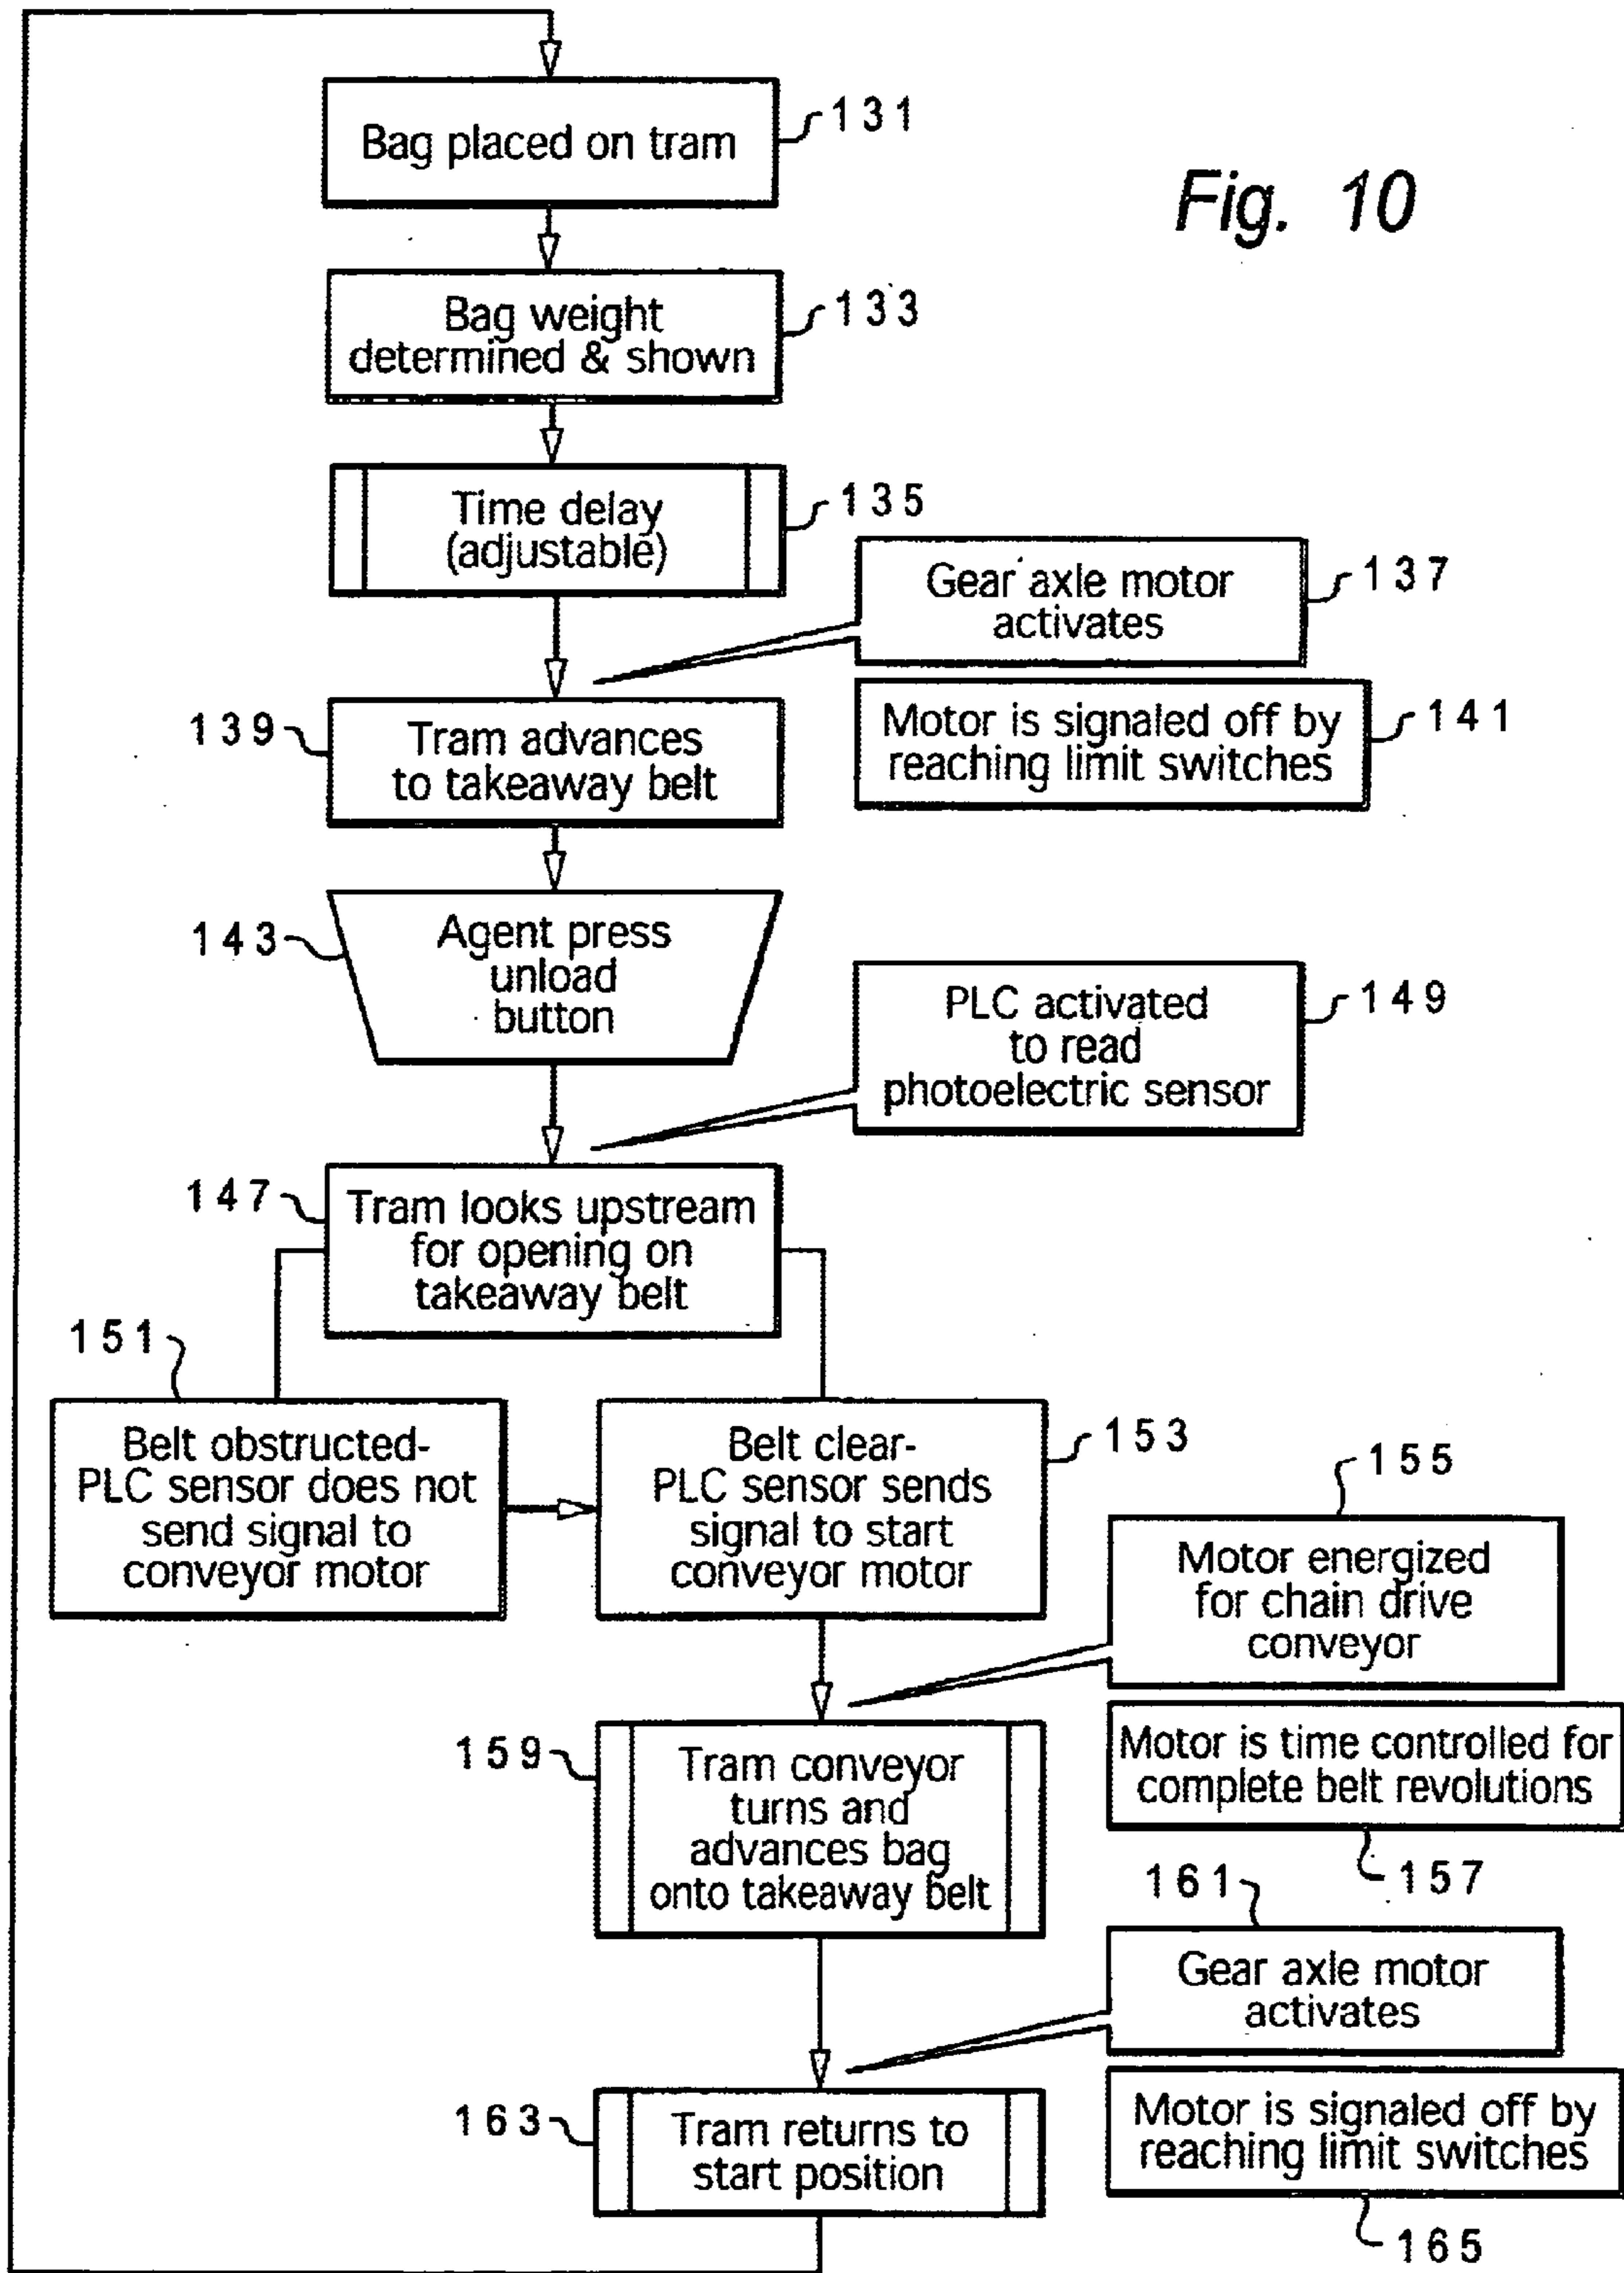 Fig. 10
Bag placed on tram
131
Bag weight
determined & shown
133
Time delay
(adjustable)
135
Gear axle motor
activates
137
139
Tram advances
to takeaway belt
Motor is signaled off by
reaching limit switches
141
143
Agent press
unload
button
PLC activated
to read
photoelectric sensor
149
147
Tram looks upstream
for opening on
takeaway belt
151
Belt obstructed-
PLC sensor does not
send signal to
conveyor motor
Belt clear-
PLC sensor sends
signal to start
conveyor motor
153
155
Motor energized
for chain drive
conveyor
159
Tram conveyor
turns and
advances bag
onto takeaway belt
Motor is time controlled for
complete belt revolutions
157
161
Gear axle motor
activates
163
Tram returns to
start position
Motor is signaled off by
reaching limit switches
165